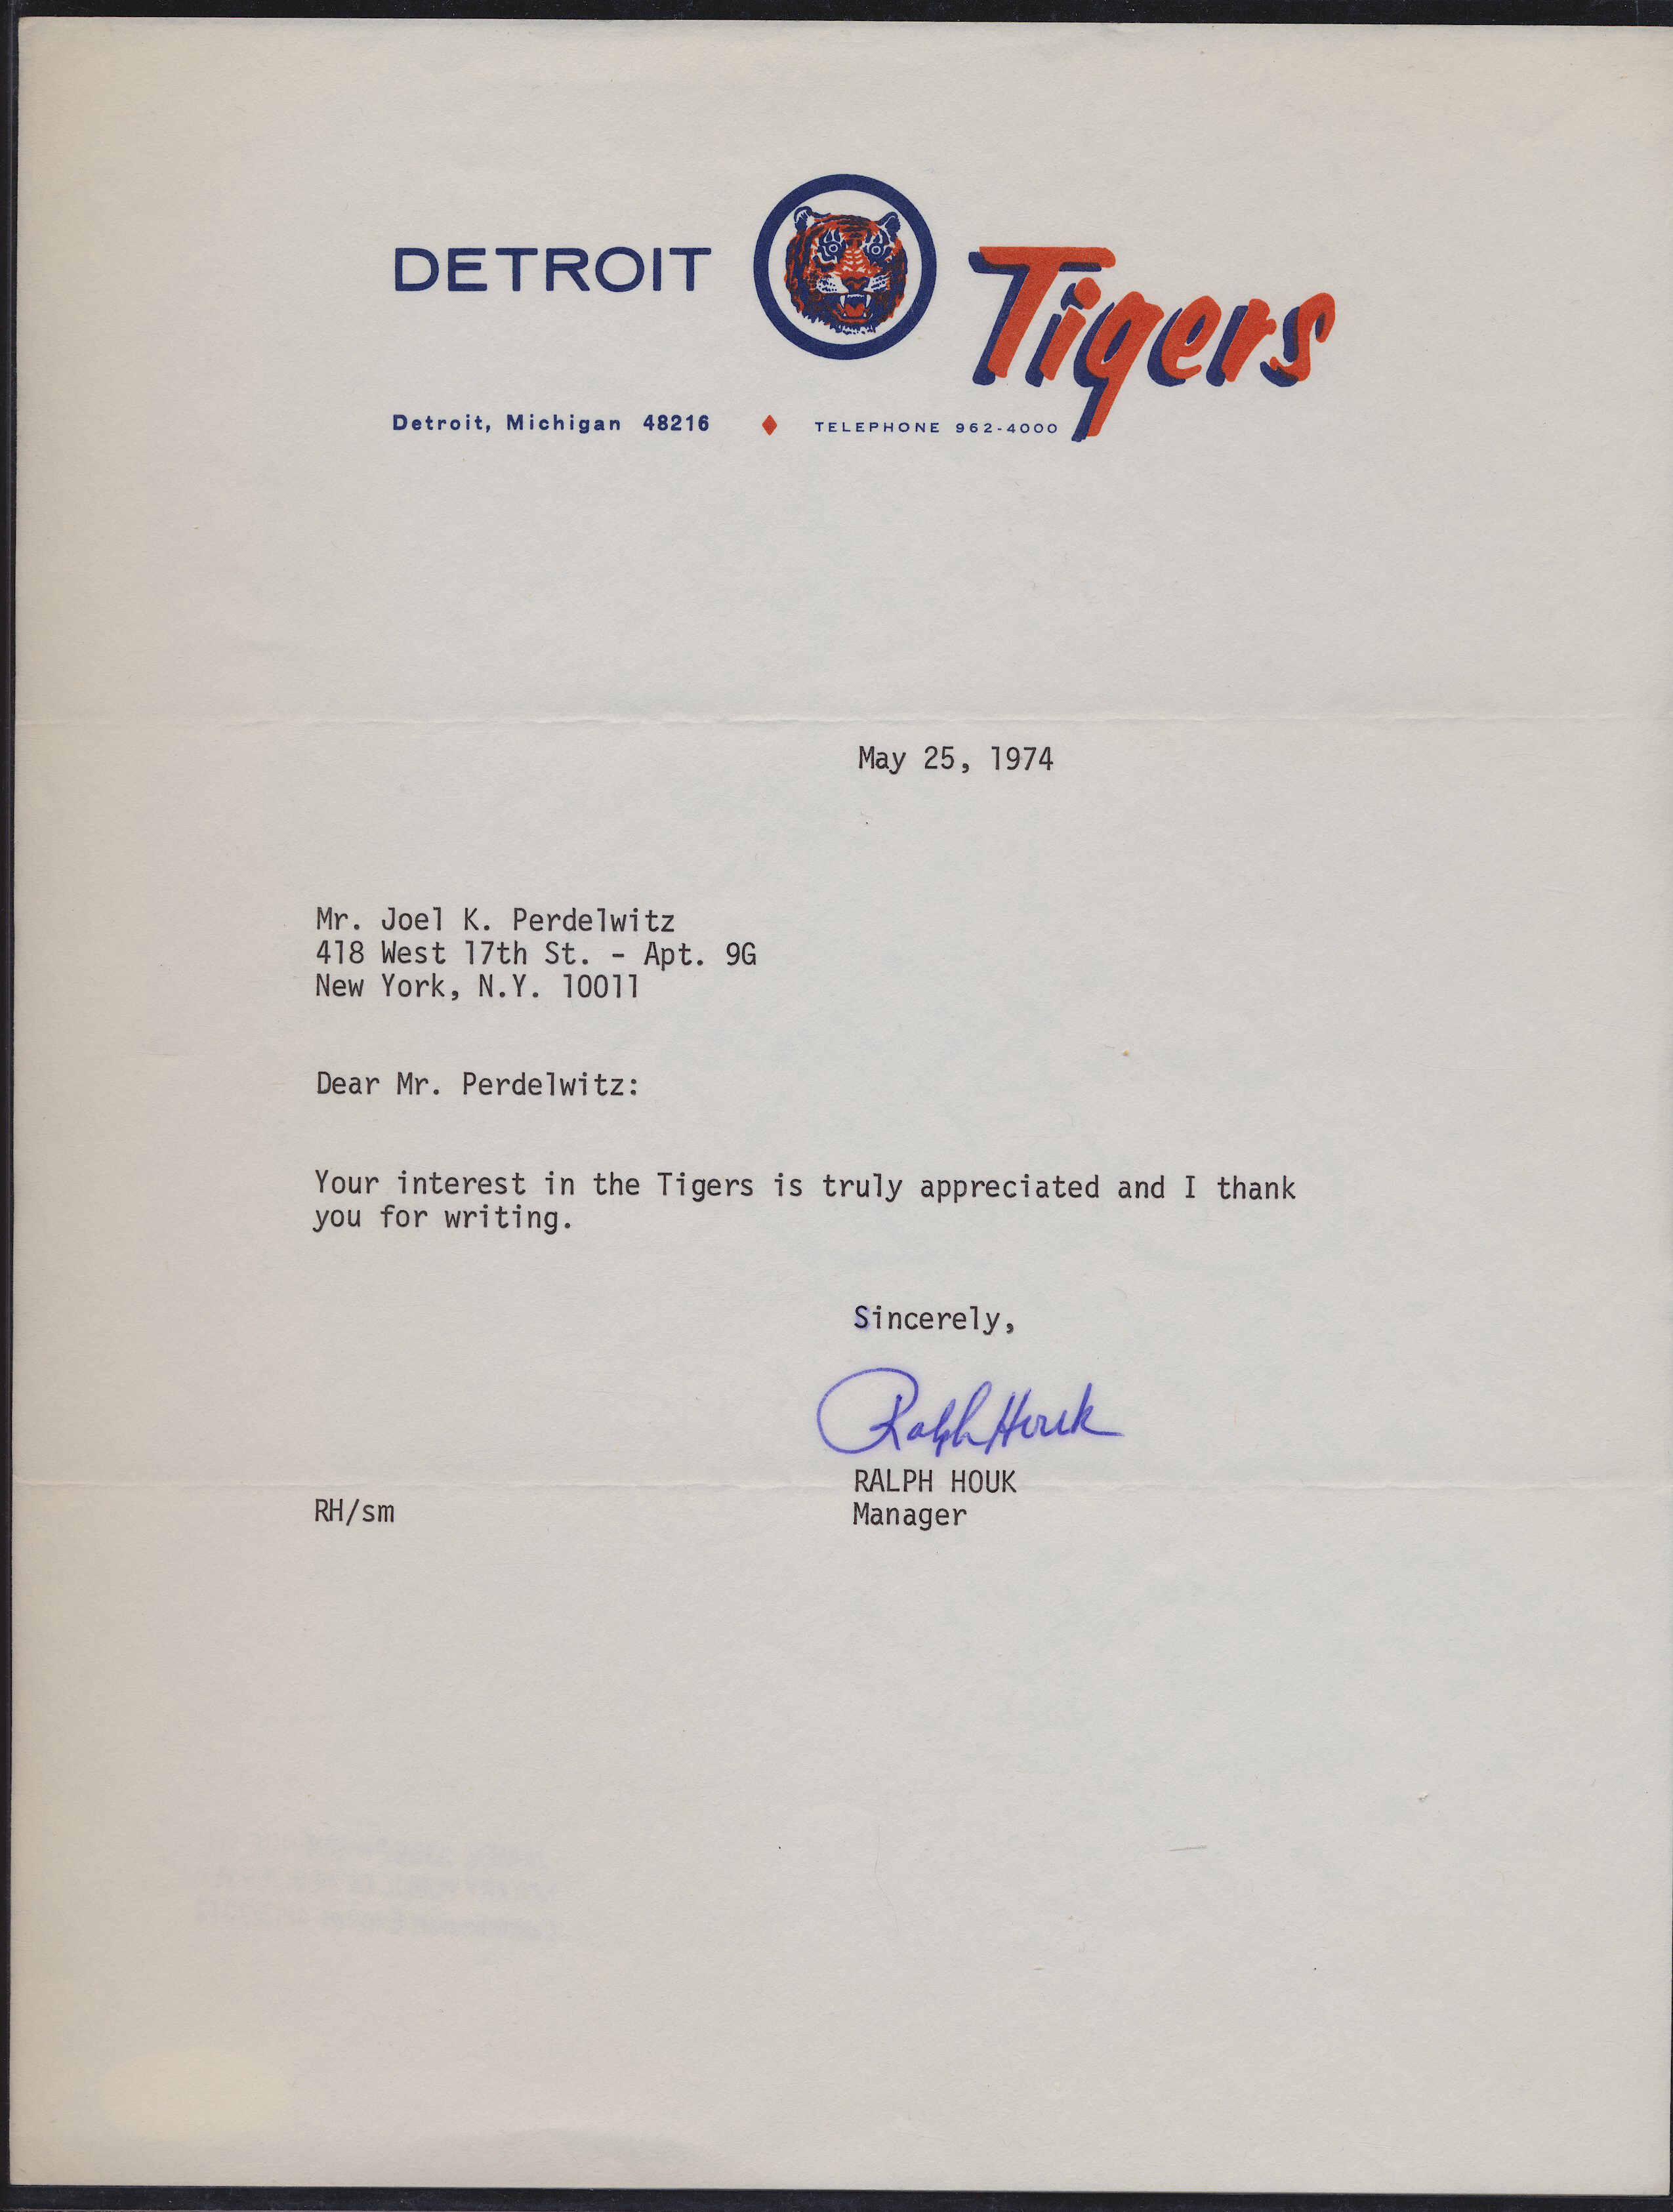 DETROIT Tigers
Detroit, Michigan 48216 ♦ TELEPHONE 962-4000
May 25, 1974
Mr. Joel K. Perdelwitz
418 West 17th St. - Apt. 9G
New York, N.Y. 10011
Dear Mr. Perdelwitz:
Your interest in the Tigers is truly appreciated and I thank
you for writing.
Sincerely,
Ralph Houk
RALPH HOUK
RH/sm
Manager